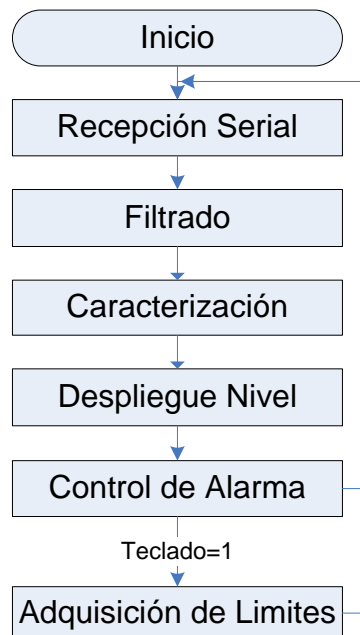 Inicio
Recepción Serial
Filtrado
Caracterización
Despliegue Nivel
Control de Alarma
Teclado=1
Adquisición de Limites